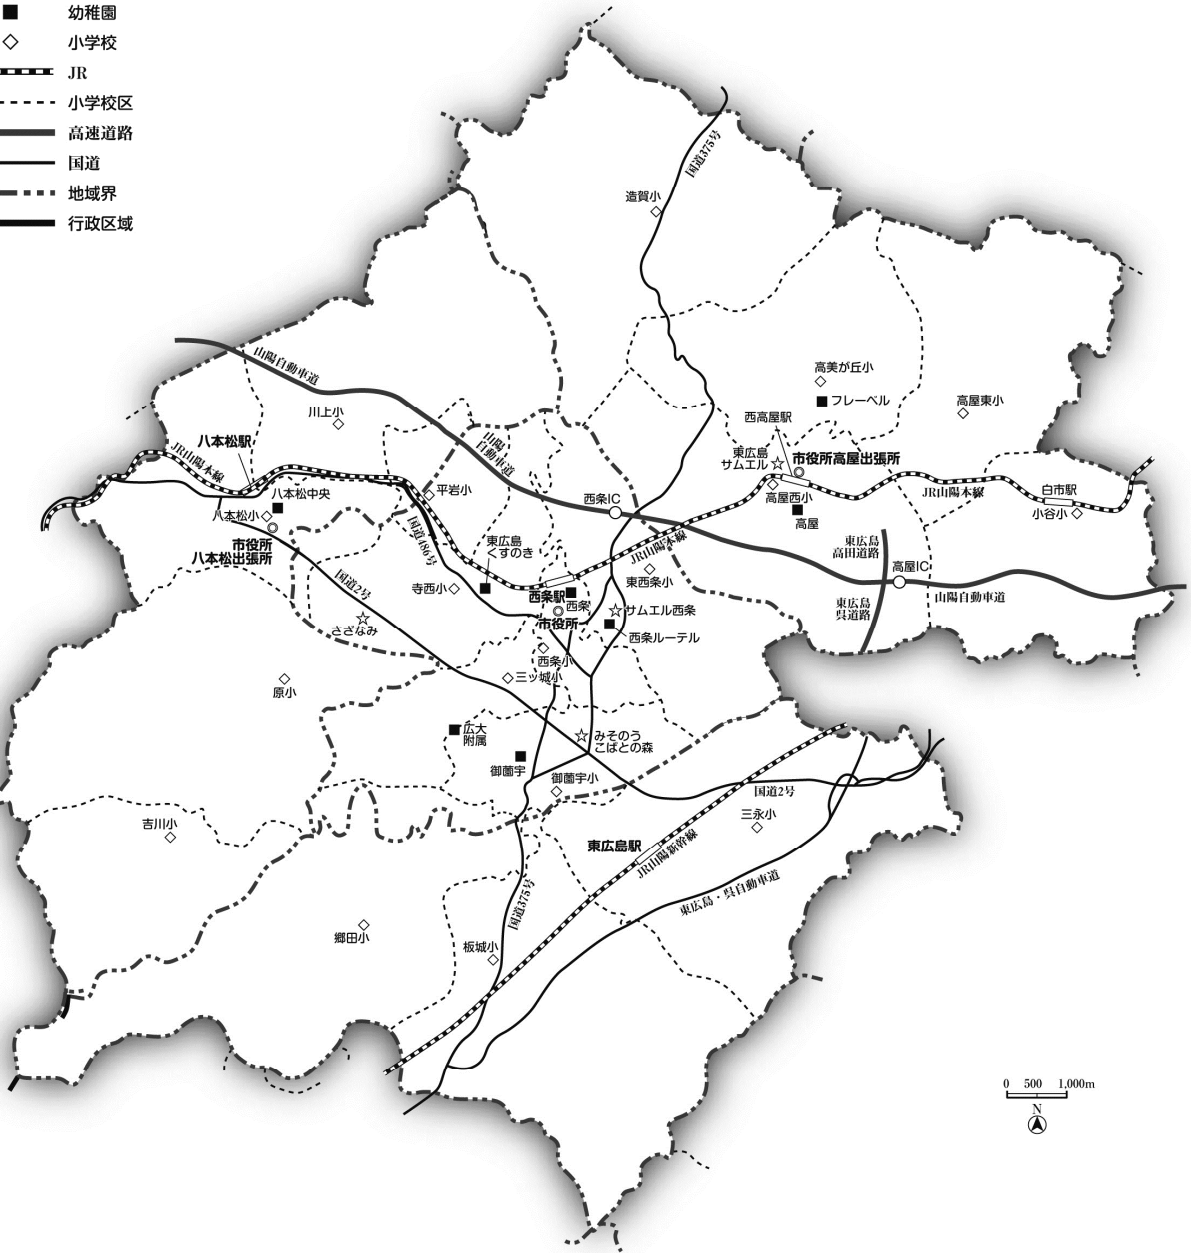 幼稚園
小学校
JR
小学校区
高速道路
国道
地域界
行政区域
国道375号
造賀小
山陽自動車道
川上小
高美が丘小
フレーベル
高屋東小
西高屋駅
八本松駅
JR山陽本線
山陽
自動車道
東広島
サムエル
市役所高屋出張所
平岩小
八本松中央
八本松小
市役所
八本松出張所
西条IC
高屋西小
高屋
JR山陽本線
白市駅
小谷小
国道486号
東広島
くすのき
JR山陽本線
東広島
高田道路
高屋IC
山陽自動車道
東広島
呉道路
国道2号
寺西小
西条駅
西条
市役所
東西条小
サムエル西条
西条ルーテル
さざなみ
西条小
三ッ城小
原小
広大
附属
みそのう
こばとの森
御薗宇
御薗宇小
国道2号
三永小
吉川小
東広島駅
JR山陽新幹線
東広島・呉自動車道
国道375号
郷田小
板城小
0 500 1,000m
N